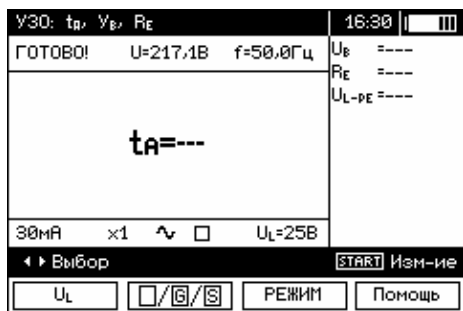 УЗО: tA, УB, RE 16:30
ГОТОВО! U=217,1В f=50,0Гц
UB =---
RE =---
UL-PE =---
tA=---
30мА x1 UL=25В
Выбор START Изм-ие
UL □/G/S РЕЖИМ Помощь